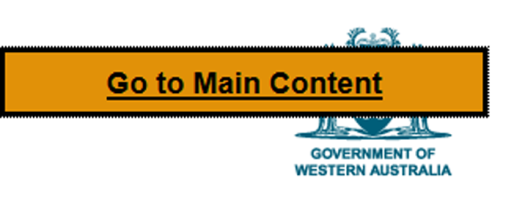 Go to Main Content
GOVERNMENT OF
WESTERN AUSTRALIA